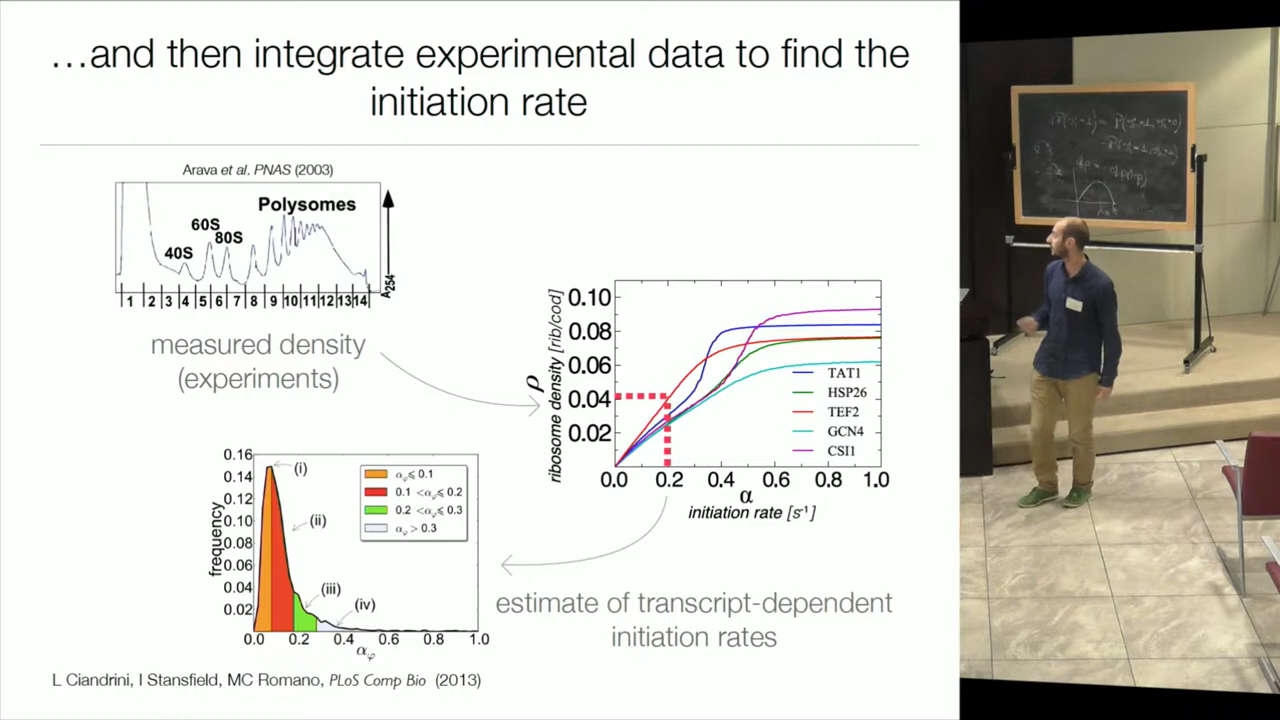 …and then integrate experimental data to find the
initiation rate
Arava et al. PNAS (2003)
Polysomes
60S
80S
40S
A254
1 2 3 4 5 6 7 8 9 10 11 12 13 14
measured density
(experiments)
ρ
ribosome density [rib/cod]
0.10
0.08
0.06
0.04
0.02
TAT1
HSP26
TEF2
GCN4
CSI1
0.0 0.2 0.4 0.6 0.8 1.0
α
initiation rate [s-1]
frequency
0.16
0.14
0.12
0.10
0.08
0.06
0.04
0.02
(i)
(ii)
(iii)
(iv)
αφ ⩽ 0.1
0.1 < αφ ⩽ 0.2
0.2 < αφ ⩽ 0.3
αφ > 0.3
0.0 0.2 0.4 0.6 0.8 1.0
αφ
estimate of transcript-dependent
initiation rates
L Ciandrini, I Stansfield, MC Romano, PLoS Comp Bio (2013)